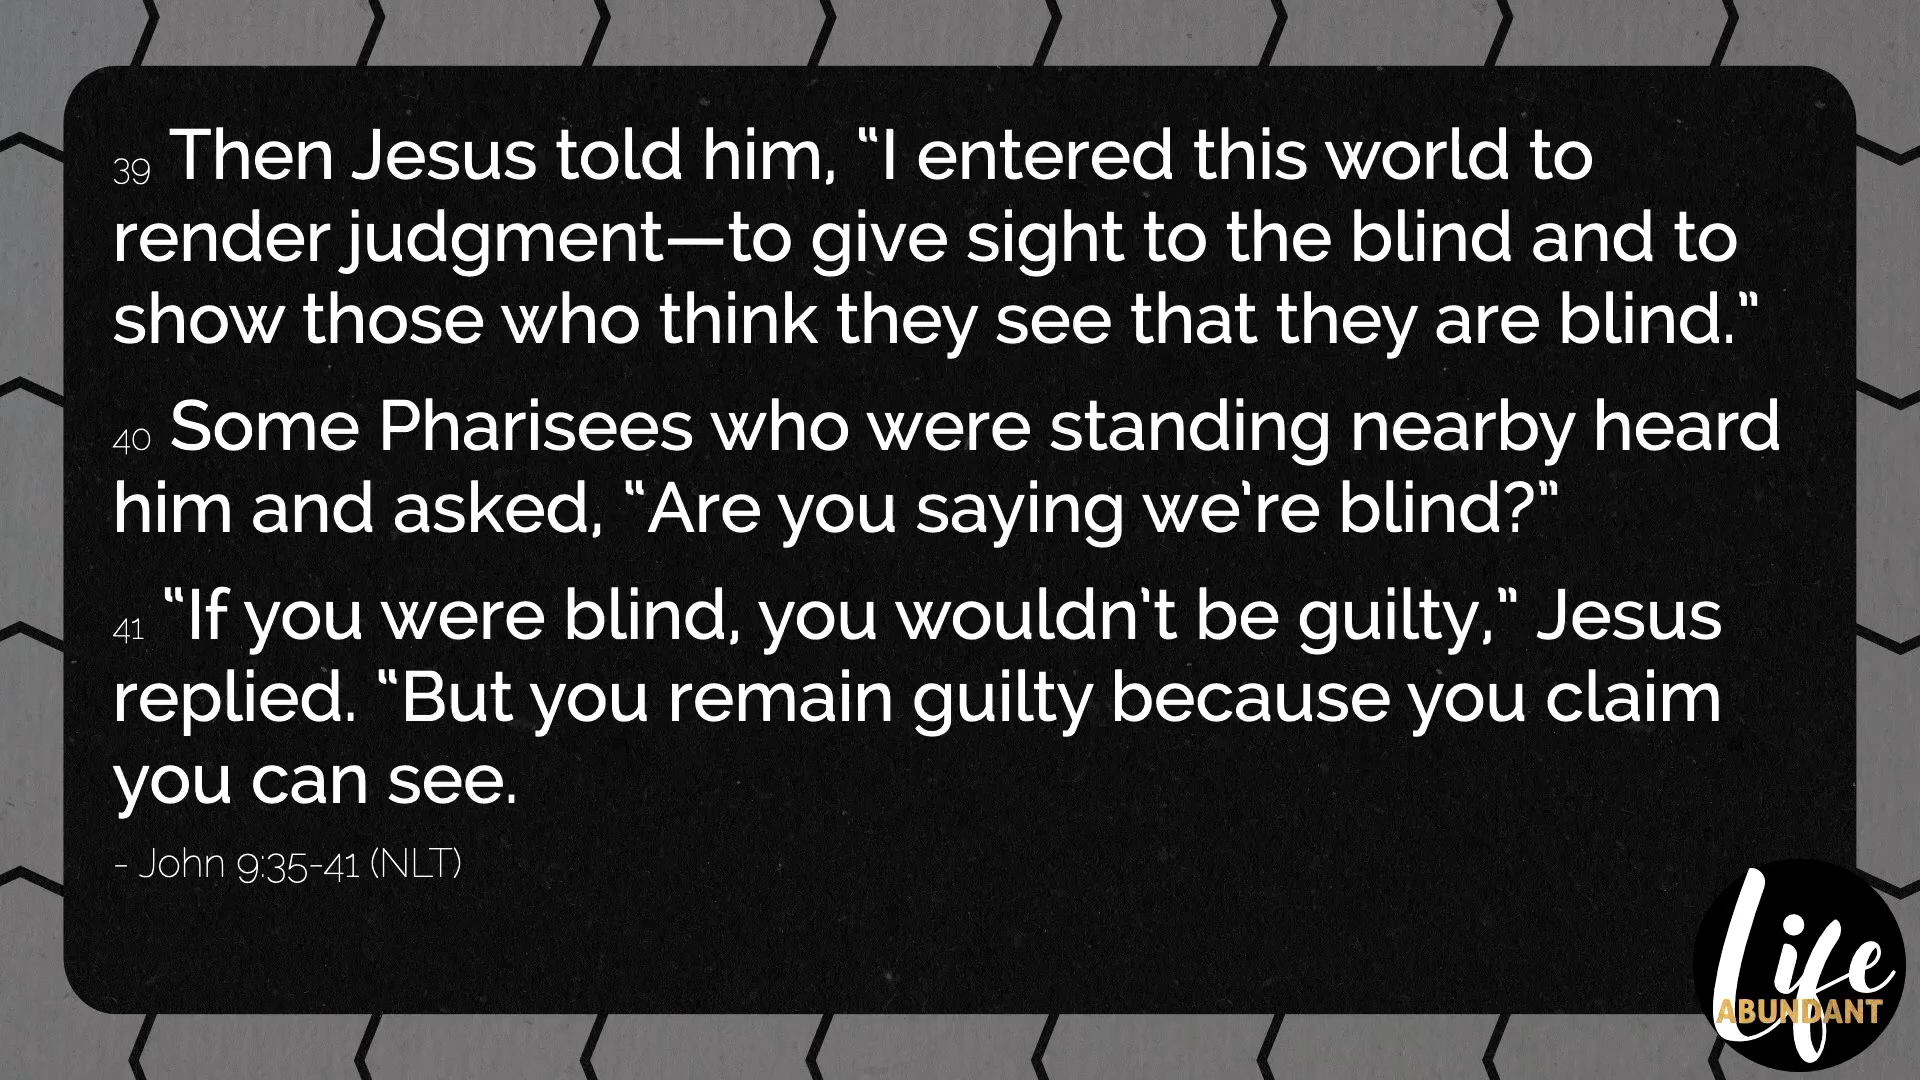 39 Then Jesus told him, “I entered this world to
render judgment—to give sight to the blind and to
show those who think they see that they are blind.”
40 Some Pharisees who were standing nearby heard
him and asked, “Are you saying we’re blind?”
41 “If you were blind, you wouldn’t be guilty,” Jesus
replied. “But you remain guilty because you claim
you can see.
- John 9:35-41 (NLT)
Life
ABUNDANT